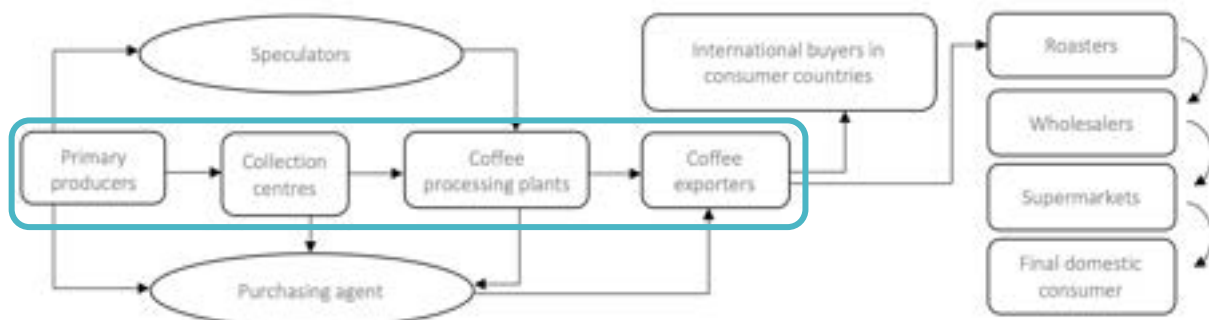 Speculators
International buyers in
consumer countries
Roasters
Wholesalers
Primary
producers
Collection
centres
Coffee
processing plants
Coffee
exporters
Supermarkets
Purchasing agent
Final domestic
consumer